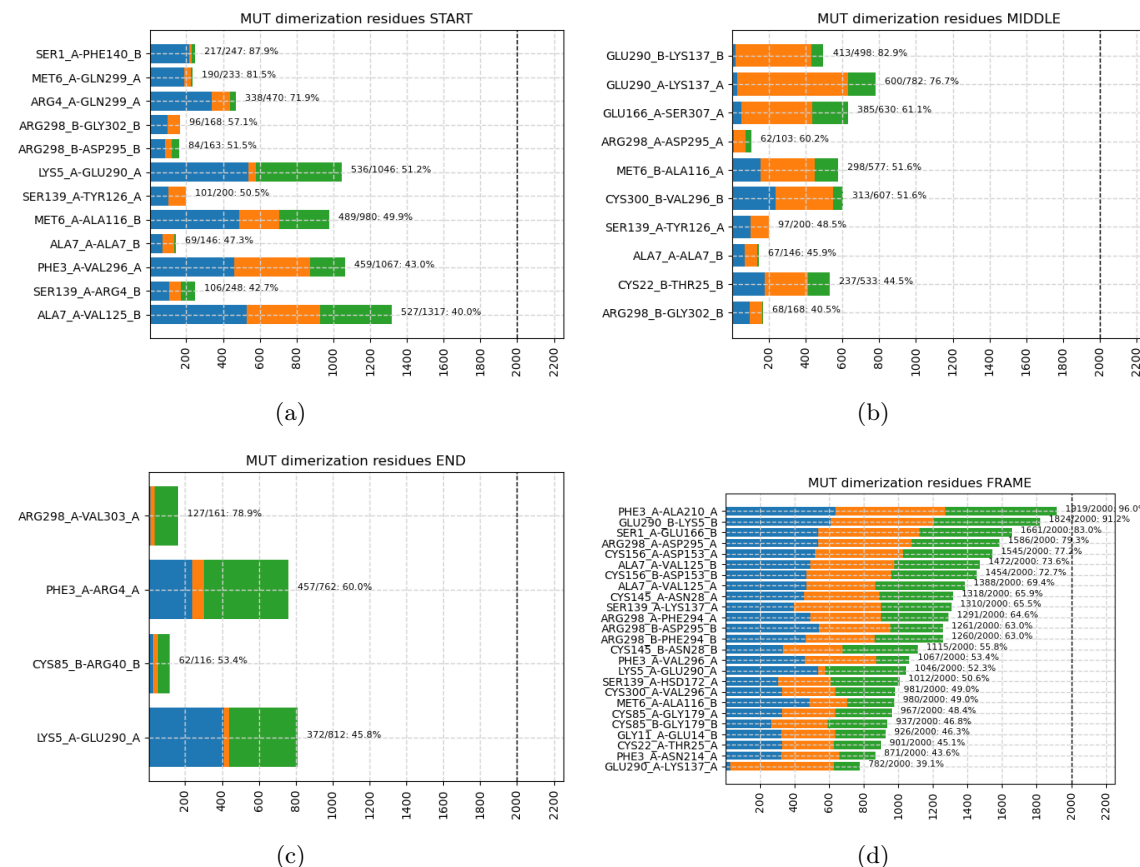 MUT dimerization residues START
SER1_A-PHE140_B 217/247: 87.9%
MET6_A-GLN299_A 190/233: 81.5%
ARG4_A-GLN299_A 338/470: 71.9%
ARG298_B-GLY302_B 96/168: 57.1%
ARG298_B-ASP295_B 84/163: 51.5%
LYS5_A-GLU290_A 536/1046: 51.2%
SER139_A-TYR126_A 101/200: 50.5%
MET6_A-ALA116_B 489/980: 49.9%
ALA7_A-ALA7_B 69/146: 47.3%
PHE3_A-VAL296_A 459/1067: 43.0%
SER139_A-ARG4_B 106/248: 42.7%
ALA7_A-VAL125_B 527/1317: 40.0%
200 400 600 800 1000 1200 1400 1600 1800 2000 2200
(a)
MUT dimerization residues MIDDLE
GLU290_B-LYS137_B 413/498: 82.9%
GLU290_A-LYS137_A 600/782: 76.7%
GLU166_A-SER307_A 385/630: 61.1%
ARG298_A-ASP295_A 62/103: 60.2%
MET6_B-ALA116_A 298/577: 51.6%
CYS300_B-VAL296_B 313/607: 51.6%
SER139_A-TYR126_A 97/200: 48.5%
ALA7_A-ALA7_B 67/146: 45.9%
CYS22_B-THR25_B 237/533: 44.5%
ARG298_B-GLY302_B 68/168: 40.5%
200 400 600 800 1000 1200 1400 1600 1800 2000 2200
(b)
MUT dimerization residues END
ARG298_A-VAL303_A 127/161: 78.9%
PHE3_A-ARG4_A 457/762: 60.0%
CYS85_B-ARG40_B 62/116: 53.4%
LYS5_A-GLU290_A 372/812: 45.8%
200 400 600 800 1000 1200 1400 1600 1800 2000 2200
(c)
MUT dimerization residues FRAME
PHE3_A-ALA210_A 1919/2000: 96.0%
GLU290_B-LYS5_B 1824/2000: 91.2%
SER1_A-GLU166_B 1661/2000: 83.0%
ARG298_A-ASP295_A 1586/2000: 79.3%
CYS156_A-ASP153_A 1545/2000: 77.2%
ALA7_A-VAL125_B 1472/2000: 73.6%
CYS156_B-ASP153_B 1454/2000: 72.7%
ALA7_B-VAL125_A 1388/2000: 69.4%
CYS145_A-ASN28_A 1318/2000: 65.9%
SER139_A-LYS137_A 1310/2000: 65.5%
ARG298_A-PHE294_A 1291/2000: 64.6%
ARG298_B-ASP295_B 1261/2000: 63.0%
ARG298_B-PHE294_B 1260/2000: 63.0%
CYS145_B-ASN28_B 1115/2000: 55.8%
PHE3_A-VAL296_A 1067/2000: 53.4%
LYS5_A-GLU290_A 1046/2000: 52.3%
SER139_A-HSD172_A 1012/2000: 50.6%
CYS300_A-VAL296_A 981/2000: 49.0%
MET6_A-ALA116_B 980/2000: 49.0%
CYS85_A-GLY179_A 967/2000: 48.4%
CYS85_B-GLY179_B 937/2000: 46.8%
GLY11_A-GLU14_B 926/2000: 46.3%
CYS22_A-THR25_A 901/2000: 45.1%
PHE3_A-ASN214_A 871/2000: 43.6%
GLU290_A-LYS137_A 782/2000: 39.1%
200 400 600 800 1000 1200 1400 1600 1800 2000 2200
(d)